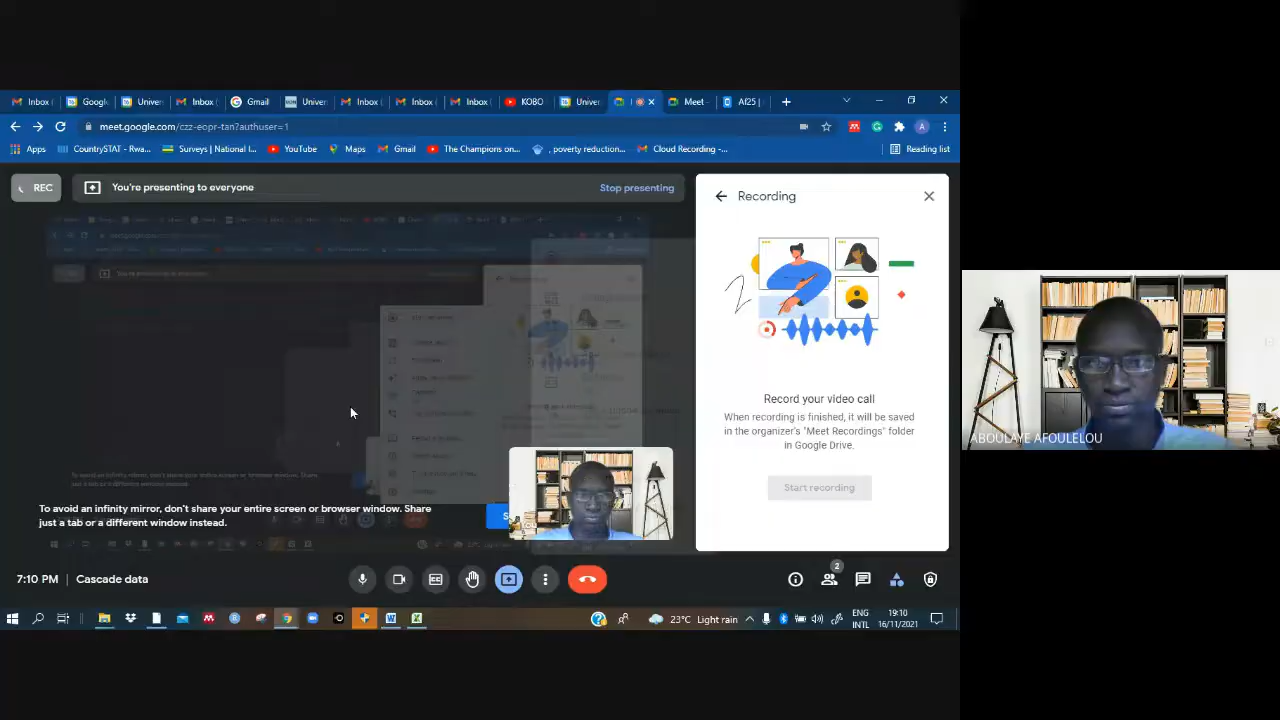 Inbox ( Googl Univer Inbox ( Gmail Univer Inbox ( Inbox ( Inbox ( KOBO Univer Meet - Af25 |
meet.google.com/czz-eopr-tan?authuser=1
Apps CountrySTAT - Rwa... Surveys | National I... YouTube Maps Gmail The Champions on... , poverty reduction... Cloud Recording -... Reading list
REC You're presenting to everyone Stop presenting
Recording
Record your video call
When recording is finished, it will be saved
in the organizer's "Meet Recordings" folder
in Google Drive.
Start recording
ABOULAYE AFOULELOU
To avoid an infinity mirror, don't share your entire screen or browser window. Share
just a tab or a different window instead.
7:10 PM | Cascade data
2
23°C Light rain
ENG
INTL
19:10
16/11/2021